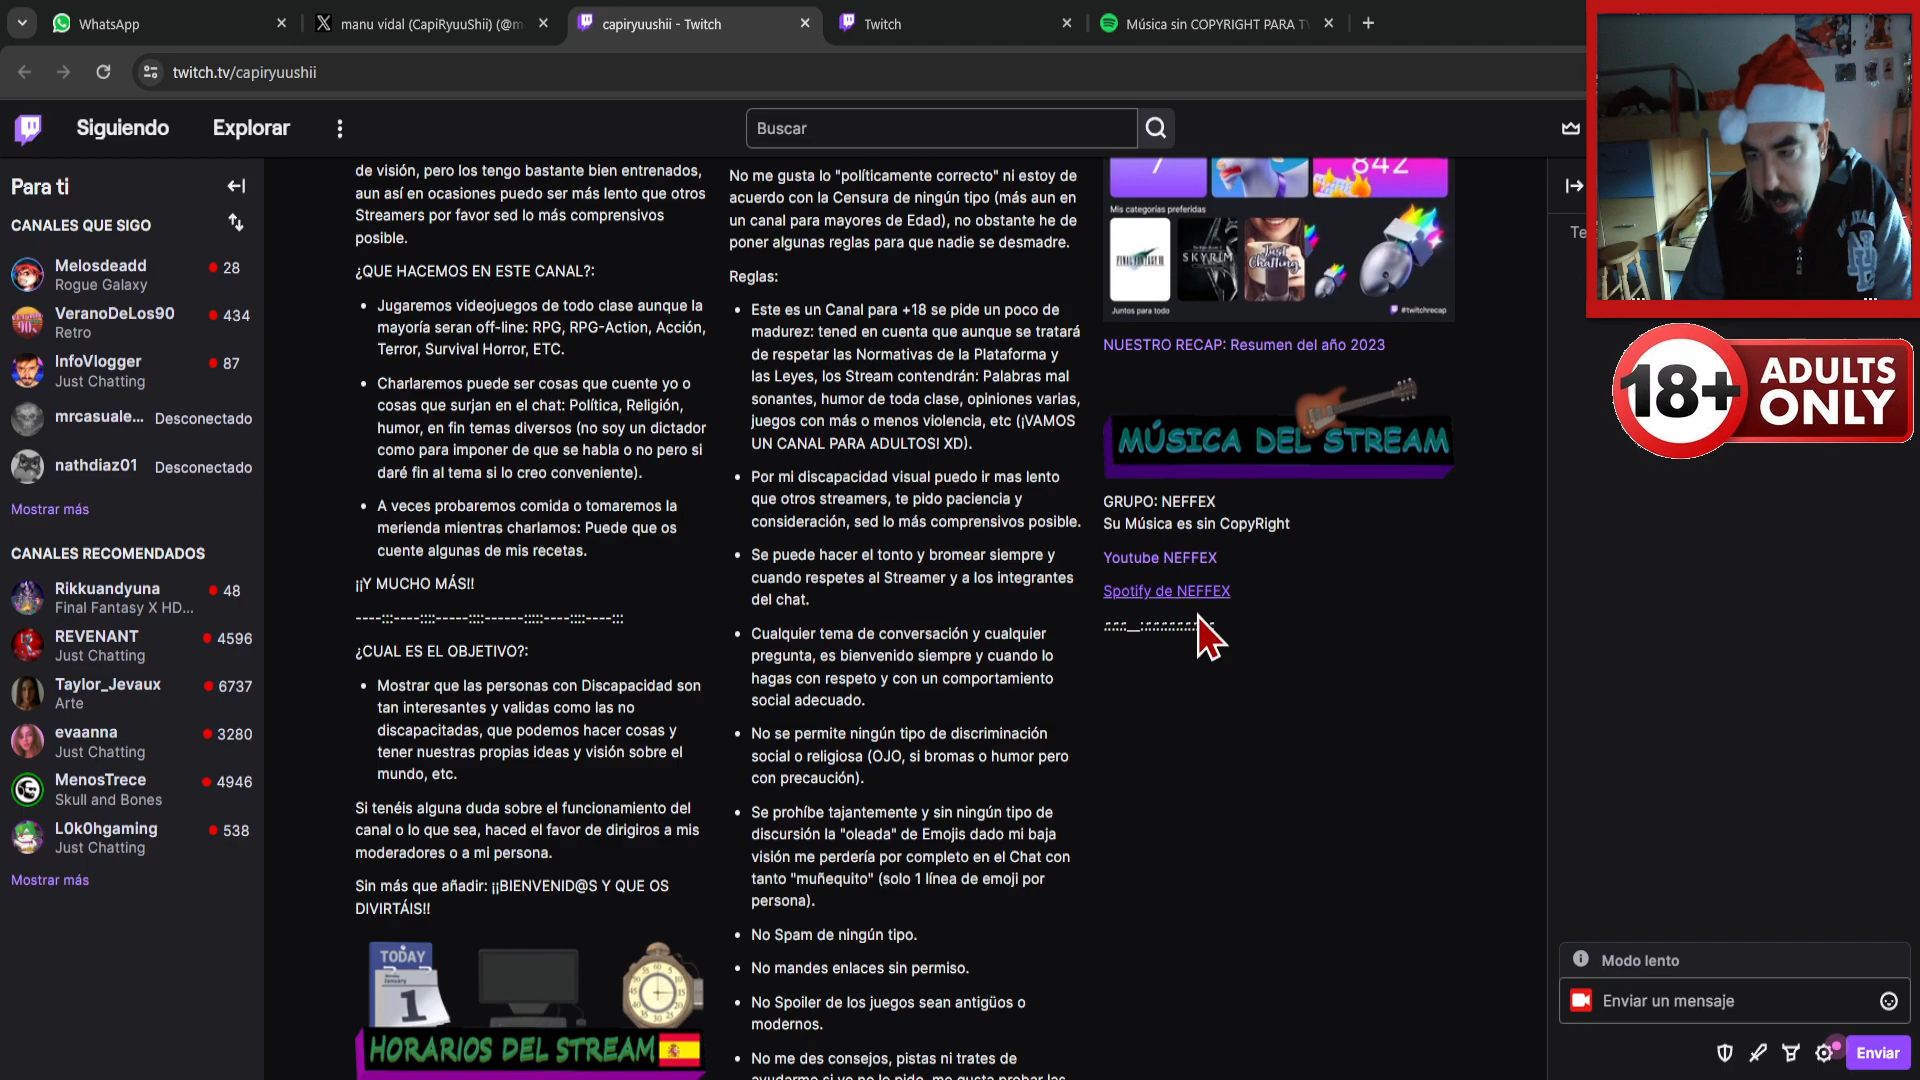 WhatsApp
manu vidal (CapiRyuuShii) (@m
capiryuushii - Twitch
Twitch
Música sin COPYRIGHT PARA T
twitch.tv/capiryuushii
Siguiendo
Explorar
Buscar
Para ti
CANALES QUE SIGO
Melosdeadd
28
Rogue Galaxy
VeranoDeLos90
434
Retro
InfoVlogger
87
Just Chatting
mrcasuale...
Desconectado
nathdiaz01
Desconectado
Mostrar más
CANALES RECOMENDADOS
Rikkuandyuna
48
Final Fantasy X HD...
REVENANT
4596
Just Chatting
Taylor_Jevaux
6737
Arte
evaanna
3280
Just Chatting
MenosTrece
4946
Skull and Bones
L0k0hgaming
538
Just Chatting
Mostrar más
de visión, pero los tengo bastante bien entrenados,
aun así en ocasiones puedo ser más lento que otros
Streamers por favor sed lo más comprensivos
posible.
¿QUE HACEMOS EN ESTE CANAL?:
• Jugaremos videojuegos de todo clase aunque la
mayoría seran off-line: RPG, RPG-Action, Acción,
Terror, Survival Horror, ETC.
• Charlaremos puede ser cosas que cuente yo o
cosas que surjan en el chat: Política, Religión,
humor, en fin temas diversos (no soy un dictador
como para imponer de que se habla o no pero si
daré fin al tema si lo creo conveniente).
• A veces probaremos comida o tomaremos la
merienda mientras charlamos: Puede que os
cuente algunas de mis recetas.
¡¡Y MUCHO MÁS!!
----:::----::::-----::::------:::::----::::----:::
¿CUAL ES EL OBJETIVO?:
• Mostrar que las personas con Discapacidad son
tan interesantes y validas como las no
discapacitadas, que podemos hacer cosas y
tener nuestras propias ideas y visión sobre el
mundo, etc.
Si tenéis alguna duda sobre el funcionamiento del
canal o lo que sea, haced el favor de dirigiros a mis
moderadores o a mi persona.
Sin más que añadir: ¡¡BIENVENID@S Y QUE OS
DIVIRTÁIS!!
TODAY
January
1
HORARIOS DEL STREAM
No me gusta lo "políticamente correcto" ni estoy de
acuerdo con la Censura de ningún tipo (más aun en
un canal para mayores de Edad), no obstante he de
poner algunas reglas para que nadie se desmadre.
Reglas:
• Este es un Canal para +18 se pide un poco de
madurez: tened en cuenta que aunque se tratará
de respetar las Normativas de la Plataforma y
las Leyes, los Stream contendrán: Palabras mal
sonantes, humor de toda clase, opiniones varias,
juegos con más o menos violencia, etc (¡VAMOS
UN CANAL PARA ADULTOS! XD).
• Por mi discapacidad visual puedo ir mas lento
que otros streamers, te pido paciencia y
consideración, sed lo más comprensivos posible.
• Se puede hacer el tonto y bromear siempre y
cuando respetes al Streamer y a los integrantes
del chat.
• Cualquier tema de conversación y cualquier
pregunta, es bienvenido siempre y cuando lo
hagas con respeto y con un comportamiento
social adecuado.
• No se permite ningún tipo de discriminación
social o religiosa (OJO, si bromas o humor pero
con precaución).
• Se prohíbe tajantemente y sin ningún tipo de
discursión la "oleada" de Emojis dado mi baja
visión me perdería por completo en el Chat con
tanto "muñequito" (solo 1 línea de emoji por
persona).
• No Spam de ningún tipo.
• No mandes enlaces sin permiso.
• No Spoiler de los juegos sean antigüos o
modernos.
• No me des consejos, pistas ni trates de
7
842
Mis categorías preferidas
FINAL FANTASY VII
SKYRIM
Just Chatting
Juntos para todo
#twitchrecap
NUESTRO RECAP: Resumen del año 2023
MÚSICA DEL STREAM
GRUPO: NEFFEX
Su Música es sin CopyRight
Youtube NEFFEX
Spotify de NEFFEX
Te
18+
ADULTS
ONLY
Modo lento
Enviar un mensaje
Enviar